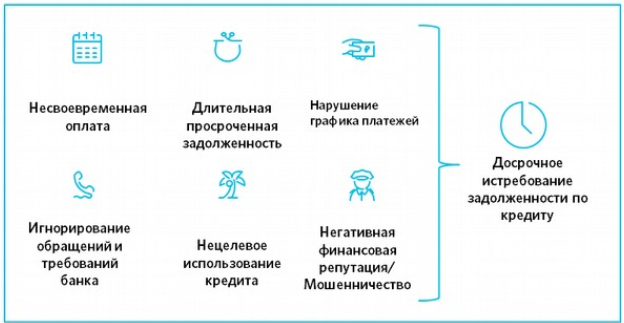 Несвоевременная
оплата
Длительная
просроченная
задолженность
Нарушение
графика платежей
Игнорирование
обращений и
требований
банка
Нецелевое
использование
кредита
Негативная
финансовая
репутация/
Мошенничество
Досрочное
истребование
задолженности по
кредиту